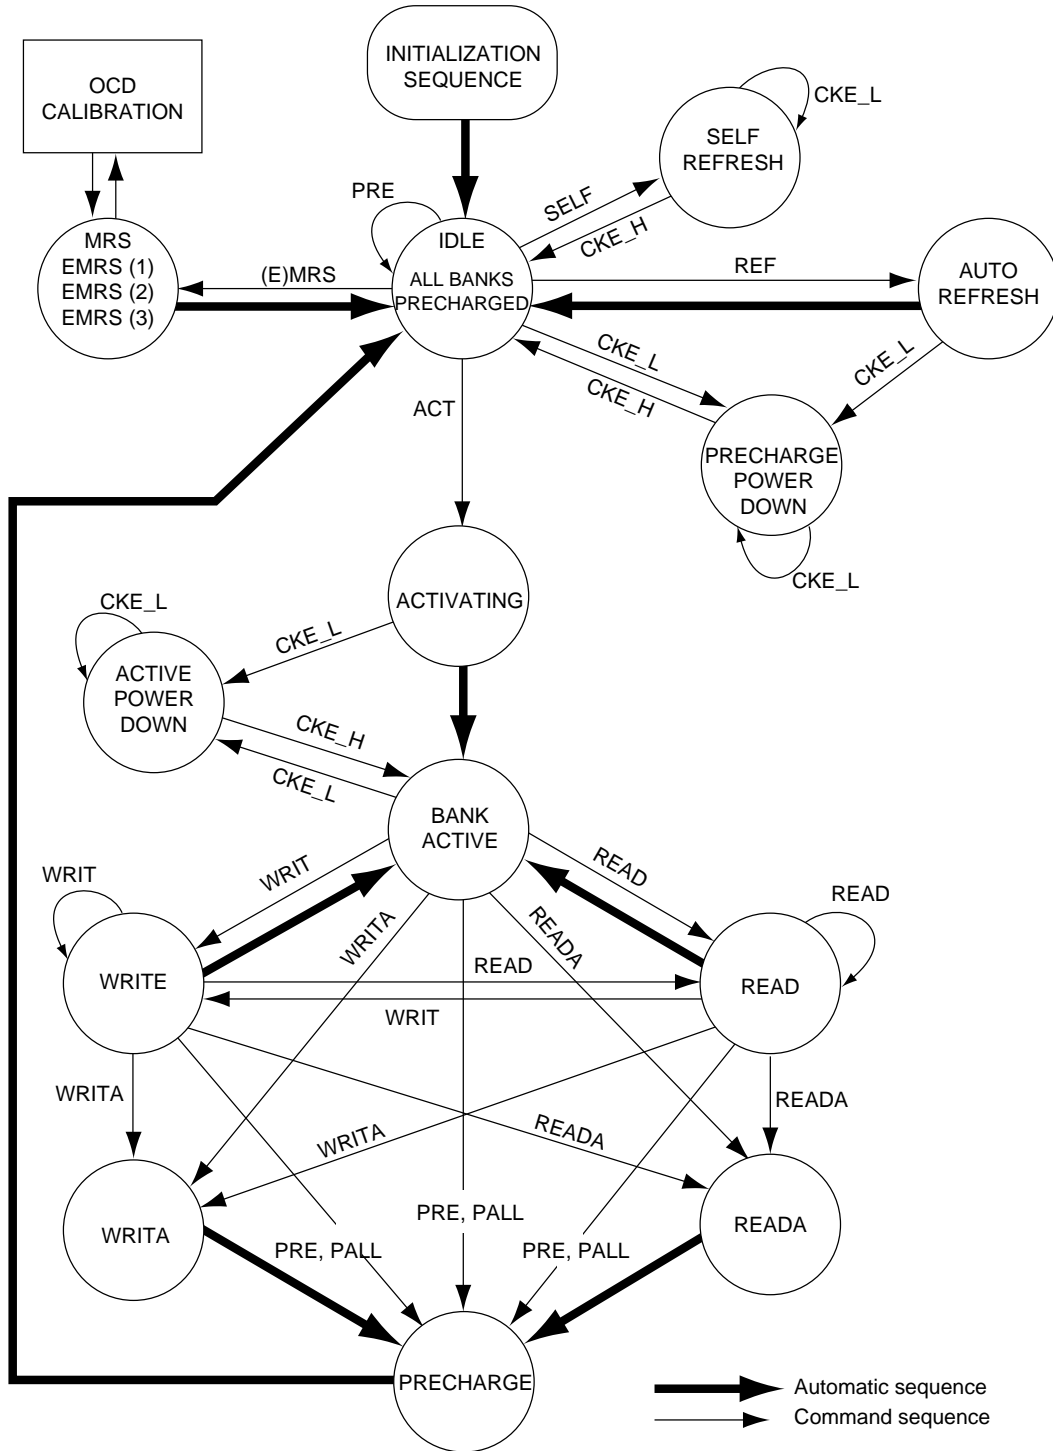 INITIALIZATION
SEQUENCE
OCD
CALIBRATION
CKE_L
SELF
REFRESH
PRE
SELF
CKE_H
IDLE
ALL BANKS
PRECHARGED
MRS
EMRS (1)
EMRS (2)
EMRS (3)
(E)MRS
REF
AUTO
REFRESH
CKE_L
CKE_H
CKE_L
ACT
PRECHARGE
POWER
DOWN
CKE_L
ACTIVATING
CKE_L
CKE_L
ACTIVE
POWER
DOWN
CKE_H
CKE_L
BANK
ACTIVE
WRIT
WRIT
READ
READ
WRITA
READA
WRITE
READ
WRIT
READ
WRITA
WRITA
READA
READA
WRITA
PRE, PALL
PRE, PALL
PRE, PALL
READA
PRECHARGE
Automatic sequence
Command sequence